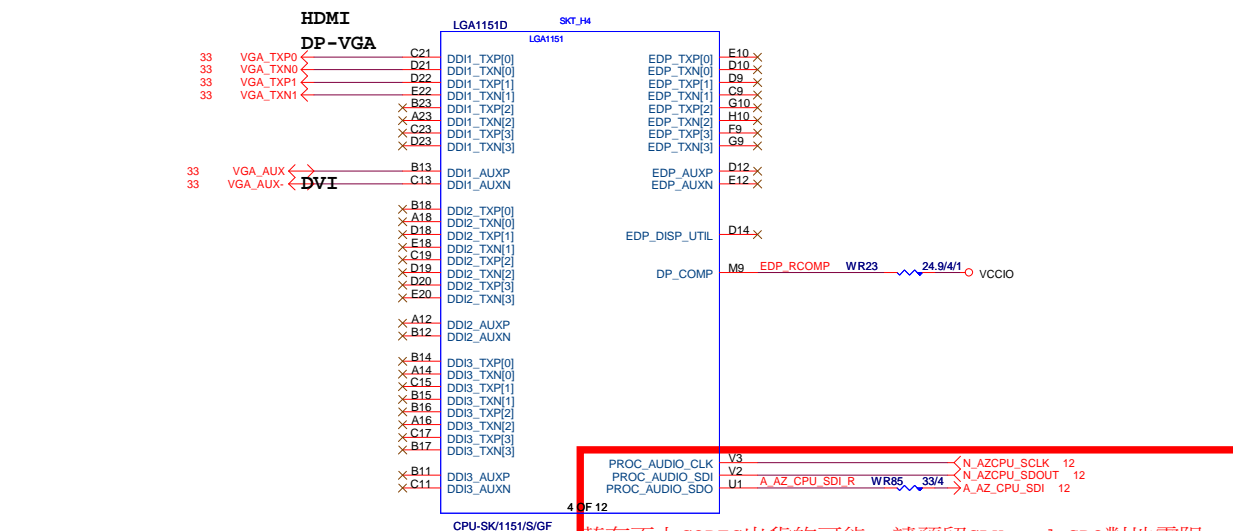 HDMI
DP-VGA
LGA1151D
SKT_H4
LGA1151
33 VGA_TXP0 C21 DDI1_TXP[0] EDP_TXP[0] E10
33 VGA_TXN0 D21 DDI1_TXN[0] EDP_TXN[0] D10
33 VGA_TXP1 D22 DDI1_TXP[1] EDP_TXP[1] D9
33 VGA_TXN1 E22 DDI1_TXN[1] EDP_TXN[1] C9
B23 DDI1_TXP[2] EDP_TXP[2] G10
A23 DDI1_TXN[2] EDP_TXN[2] H10
C23 DDI1_TXP[3] EDP_TXP[3] F9
D23 DDI1_TXN[3] EDP_TXN[3] G9
33 VGA_AUX B13 DDI1_AUXP EDP_AUXP D12
33 VGA_AUX- DVI C13 DDI1_AUXN EDP_AUXN E12
B18 DDI2_TXP[0]
A18 DDI2_TXN[0]
D18 DDI2_TXP[1] EDP_DISP_UTIL D14
E18 DDI2_TXN[1]
C19 DDI2_TXP[2]
D19 DDI2_TXN[2] DP_COMP M9 EDP_RCOMP WR23 24.9/4/1 VCCIO
D20 DDI2_TXP[3]
E20 DDI2_TXN[3]
A12 DDI2_AUXP
B12 DDI2_AUXN
B14 DDI3_TXP[0]
A14 DDI3_TXN[0]
C15 DDI3_TXP[1]
B15 DDI3_TXN[1]
B16 DDI3_TXP[2]
A16 DDI3_TXN[2]
C17 DDI3_TXP[3]
B17 DDI3_TXN[3]
PROC_AUDIO_CLK V3 N_AZCPU_SCLK 12
B11 DDI3_AUXP PROC_AUDIO_SDI V2 N_AZCPU_SDOUT 12
C11 DDI3_AUXN PROC_AUDIO_SDO U1 A_AZ_CPU_SDI_R WR85 33/4 A_AZ_CPU_SDI 12
4 OF 12
CPU-SK/1151/S/GF